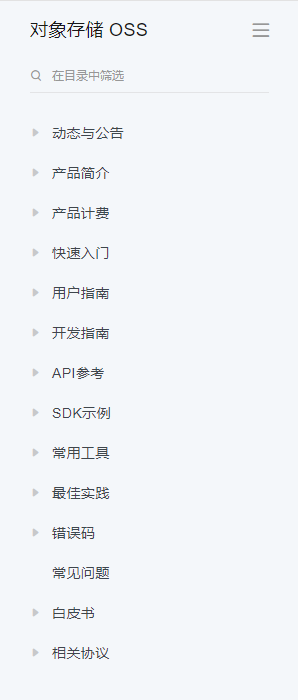 对象存储 OSS
在目录中筛选
动态与公告
产品简介
产品计费
快速入门
用户指南
开发指南
API参考
SDK示例
常用工具
最佳实践
错误码
常见问题
白皮书
相关协议